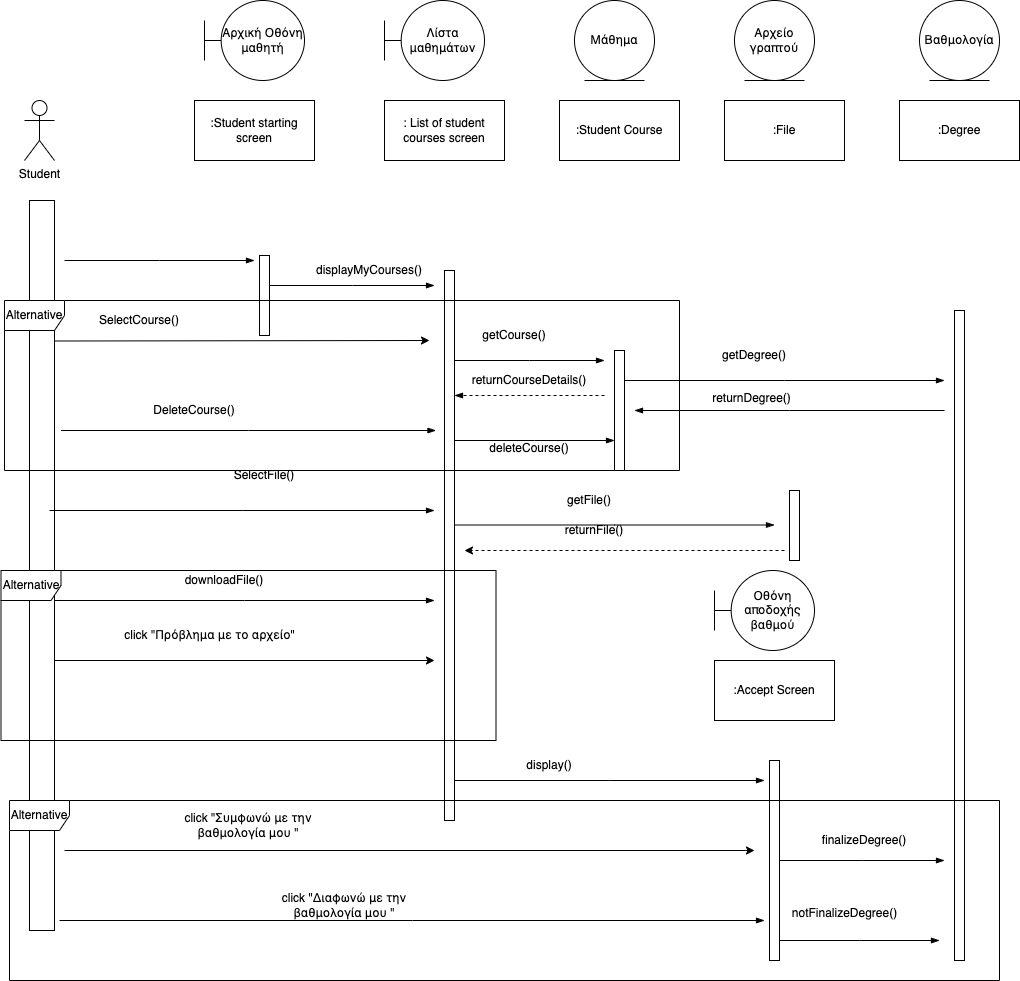 Αρχική Οθόνη
μαθητή
Λίστα
μαθημάτων
Μάθημα
Αρχείο
γραπτού
Βαθμολογία
:Student starting
screen
: List of student
courses screen
:Student Course
:File
:Degree
Student
displayMyCourses()
Alternative
SelectCourse()
getCourse()
getDegree()
returnCourseDetails()
returnDegree()
DeleteCourse()
deleteCourse()
SelectFile()
getFile()
returnFile()
Alternative
downloadFile()
click "Πρόβλημα με το αρχείο"
Οθόνη
αποδοχής
βαθμού
:Accept Screen
display()
Alternative
click "Συμφωνώ με την
βαθμολογία μου "
finalizeDegree()
click "Διαφωνώ με την
βαθμολογία μου "
notFinalizeDegree()